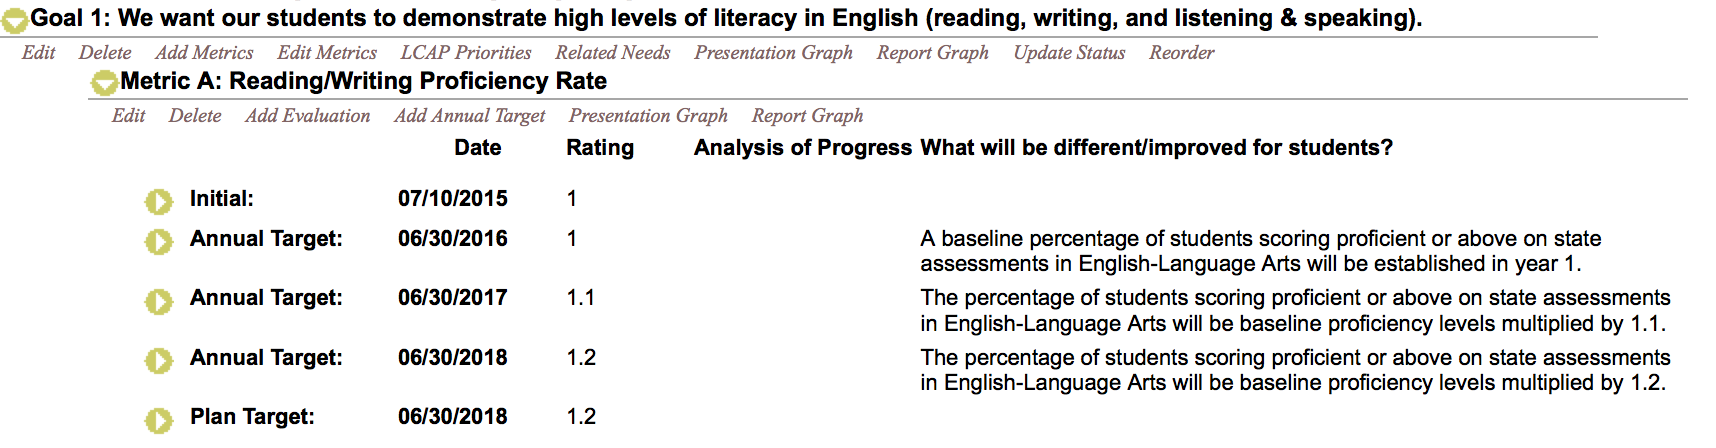 Goal 1: We want our students to demonstrate high levels of literacy in English (reading, writing, and listening & speaking).
Edit Delete Add Metrics Edit Metrics LCAP Priorities Related Needs Presentation Graph Report Graph Update Status Reorder
Metric A: Reading/Writing Proficiency Rate
Edit Delete Add Evaluation Add Annual Target Presentation Graph Report Graph
Date Rating Analysis of Progress What will be different/improved for students?
Initial: 07/10/2015 1
Annual Target: 06/30/2016 1 A baseline percentage of students scoring proficient or above on state
assessments in English-Language Arts will be established in year 1.
Annual Target: 06/30/2017 1.1 The percentage of students scoring proficient or above on state assessments
in English-Language Arts will be baseline proficiency levels multiplied by 1.1.
Annual Target: 06/30/2018 1.2 The percentage of students scoring proficient or above on state assessments
in English-Language Arts will be baseline proficiency levels multiplied by 1.2.
Plan Target: 06/30/2018 1.2